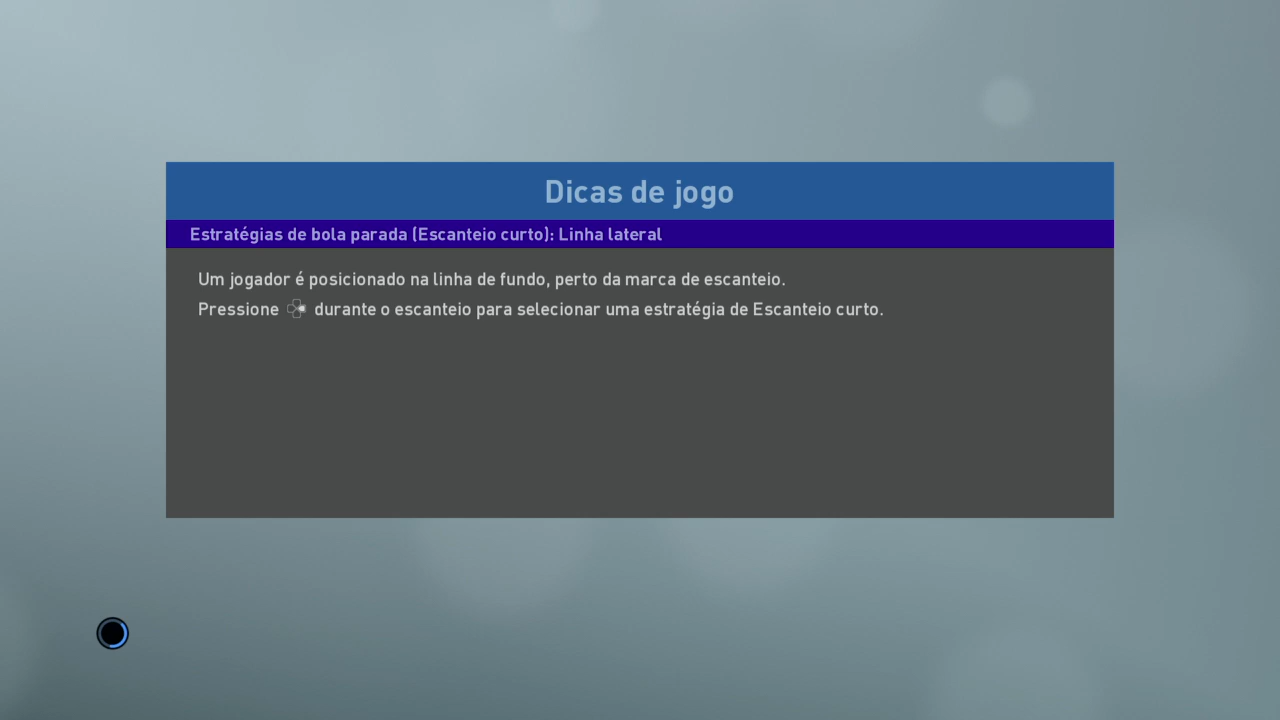 Dicas de jogo
Estratégias de bola parada (Escanteio curto): Linha lateral
Um jogador é posicionado na linha de fundo, perto da marca de escanteio.
Pressione durante o escanteio para selecionar uma estratégia de Escanteio curto.